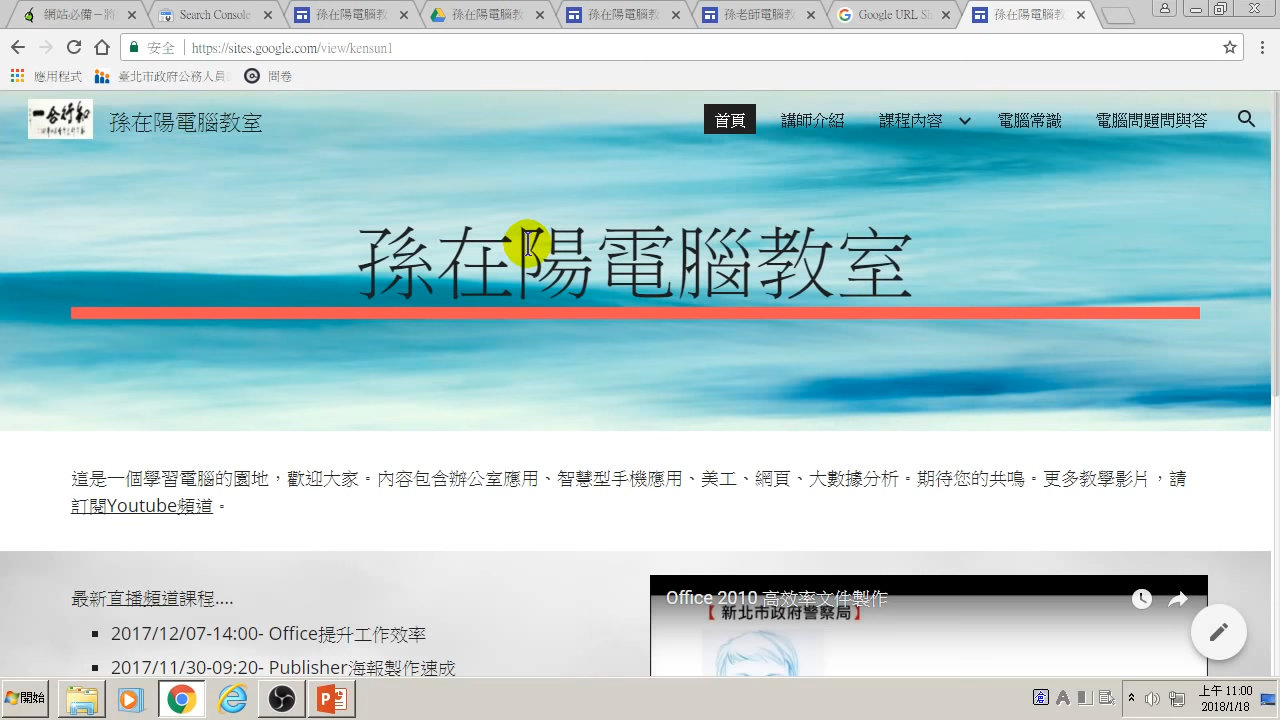 網站必備－將
Search Console
孫在陽電腦教
孫在陽電腦教
孫在陽電腦教
孫老師電腦教
Google URL Sh
孫在陽電腦教
安全
https://sites.google.com/view/kensun1
應用程式
臺北市政府公務人員
問卷
孫在陽電腦教室
首頁
講師介紹
課程內容
電腦常識
電腦問題問與答
孫在陽電腦教室
這是一個學習電腦的園地，歡迎大家。內容包含辦公室應用、智慧型手機應用、美工、網頁、大數據分析。期待您的共鳴。更多教學影片，請
訂閱Youtube頻道。
最新直播頻道課程....
2017/12/07-14:00- Office提升工作效率
2017/11/30-09:20- Publisher海報製作速成
Office 2010 高效率文件製作
【 新北市政府警察局】
開始
上午 11:00
2018/1/18